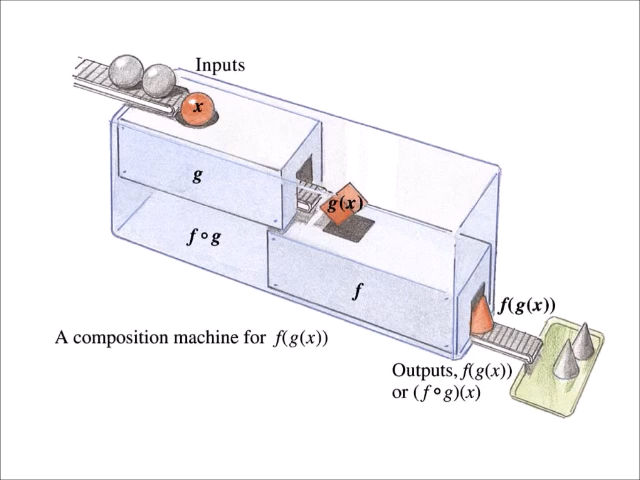 Inputs
x
g
g(x)
f∘g
f
f(g(x))
A composition machine for f(g(x))
Outputs, f(g(x))
or (f∘g)(x)